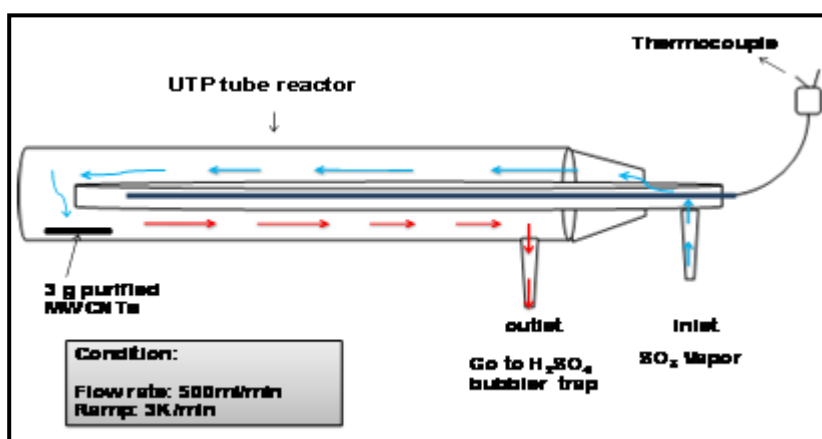 Thermocouple
UTP tube reactor
3 g purified
MWCNTs
outlet
inlet
Go to H₂SO₄
bubbler trap
Vapor
Condition:
Flow rate: 500ml/min
Ramp: 3K/min